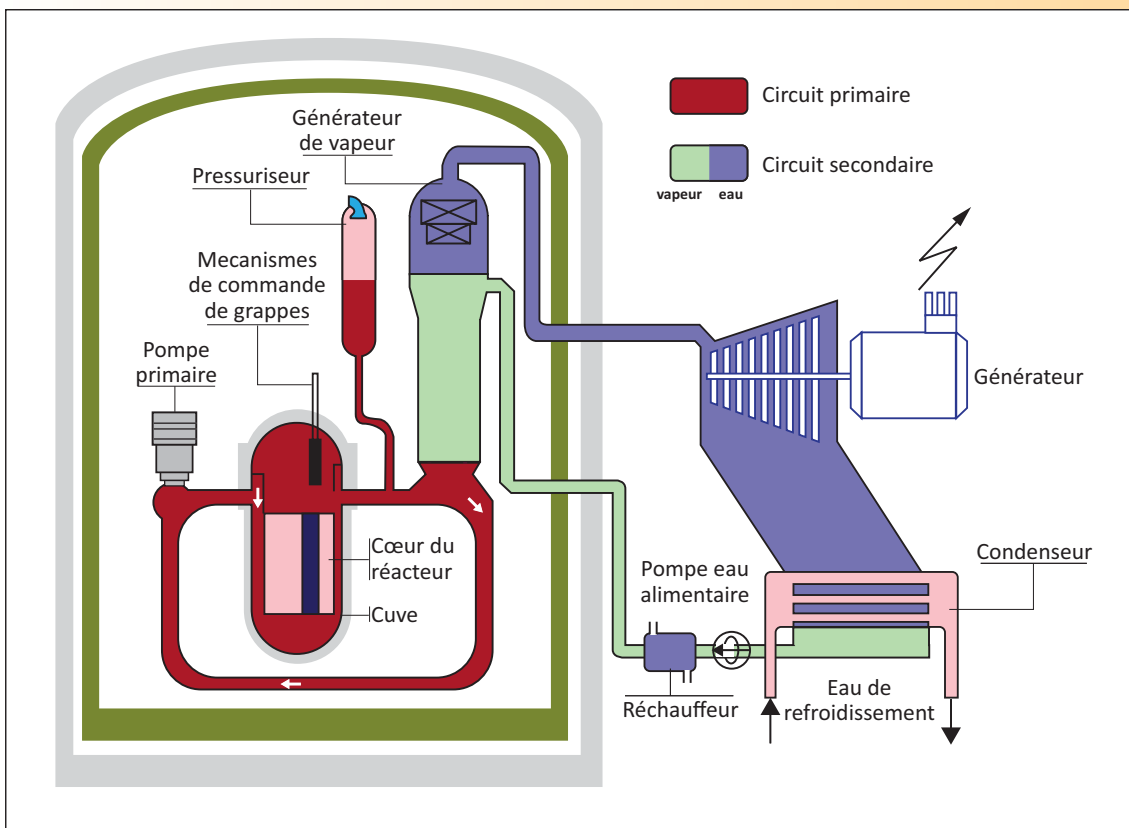 Circuit primaire
Circuit secondaire
vapeur eau
Générateur
de vapeur
Pressuriseur
Mecanismes
de commande
de grappes
Pompe
primaire
Cœur du
réacteur
Cuve
Générateur
Condenseur
Pompe eau
alimentaire
Réchauffeur
Eau de
refroidissement